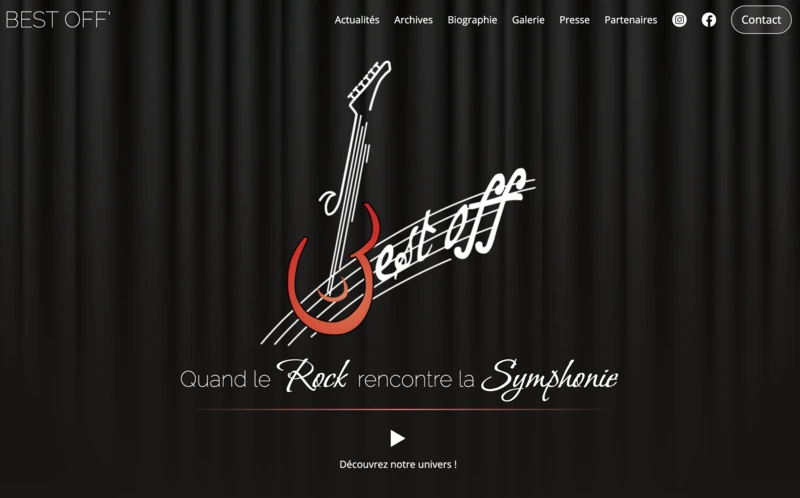 BEST OFF'
Actualités Archives Biographie Galerie Presse Partenaires Contact
Best off
Quand le Rock rencontre la Symphonie
Découvrez notre univers !